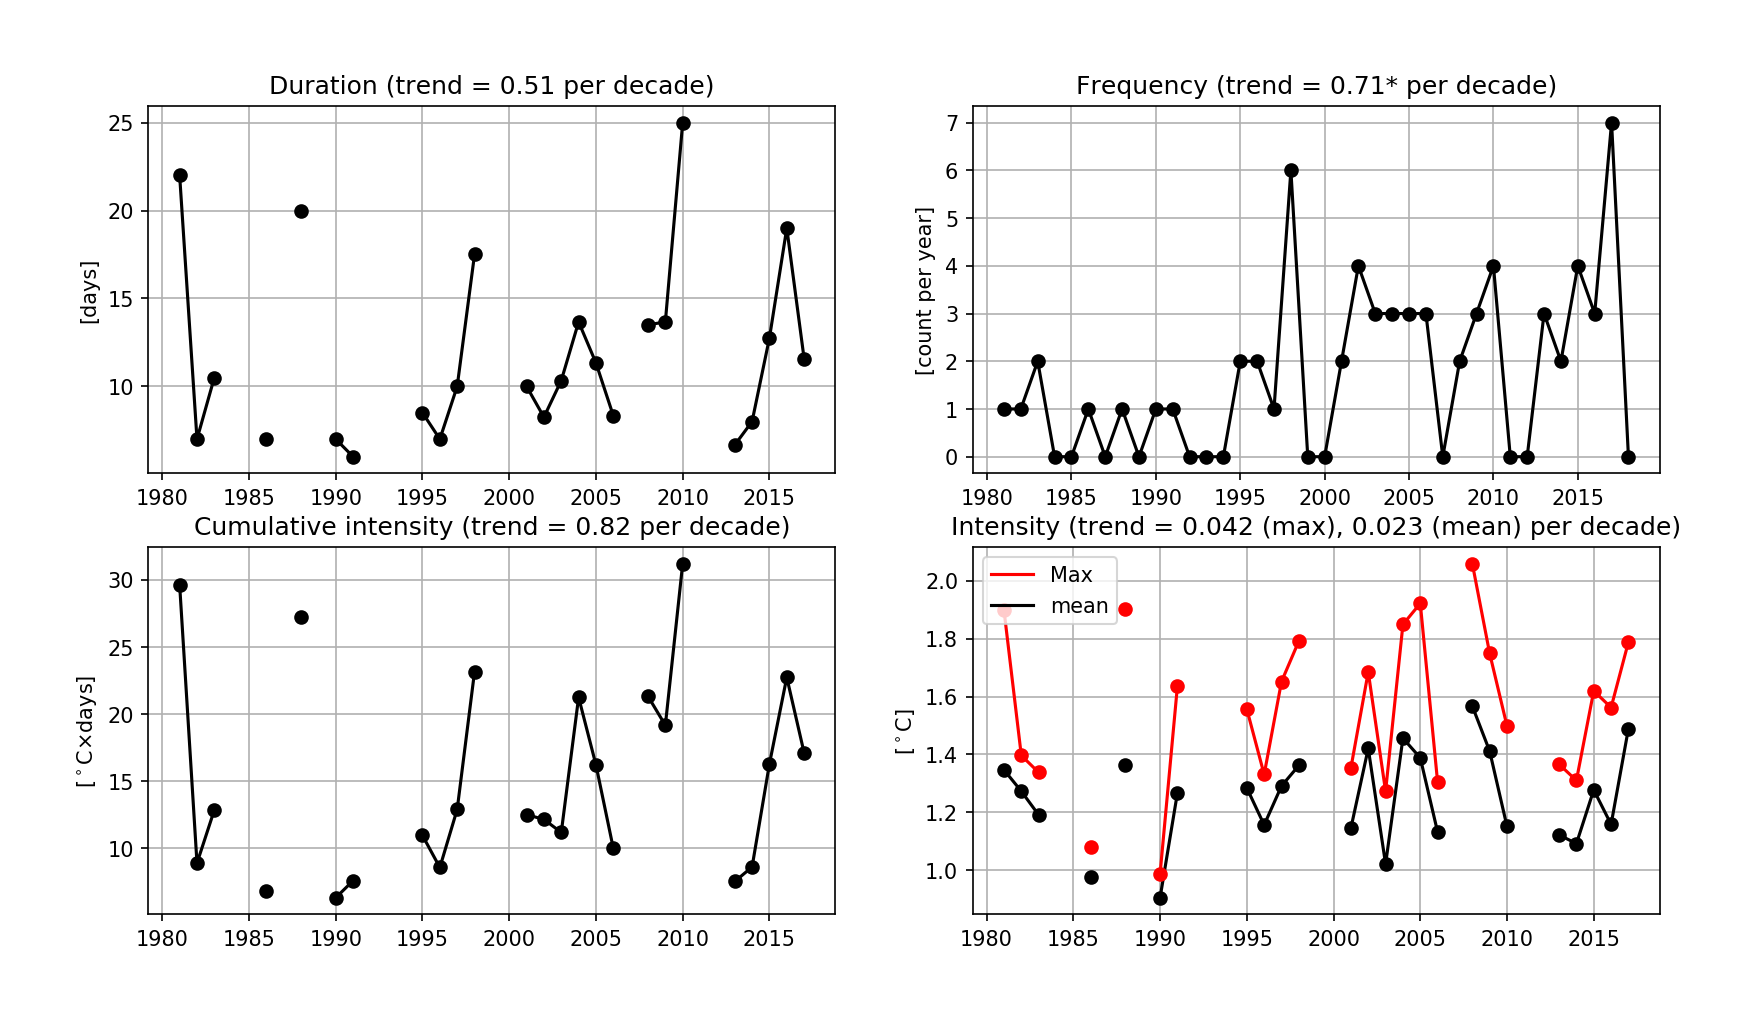 Duration (trend = 0.51 per decade)
[days]
25
20
15
10
1980 1985 1990 1995 2000 2005 2010 2015
Frequency (trend = 0.71* per decade)
[count per year]
7
6
5
4
3
2
1
0
1980 1985 1990 1995 2000 2005 2010 2015
Cumulative intensity (trend = 0.82 per decade)
[°C×days]
30
25
20
15
10
1980 1985 1990 1995 2000 2005 2010 2015
Intensity (trend = 0.042 (max), 0.023 (mean) per decade)
[°C]
Max
mean
2.0
1.8
1.6
1.4
1.2
1.0
1980 1985 1990 1995 2000 2005 2010 2015